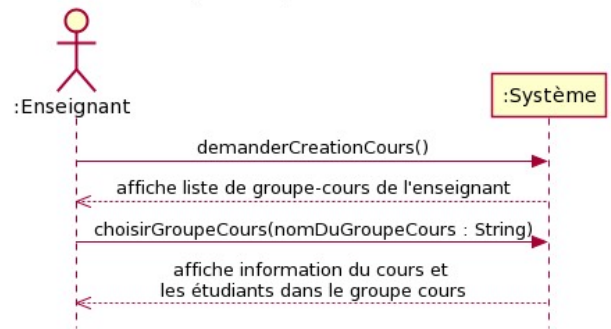 :Enseignant
:Système
demanderCreationCours()
affiche liste de groupe-cours de l'enseignant
choisirGroupeCours(nomDuGroupeCours : String)
affiche information du cours et
les étudiants dans le groupe cours